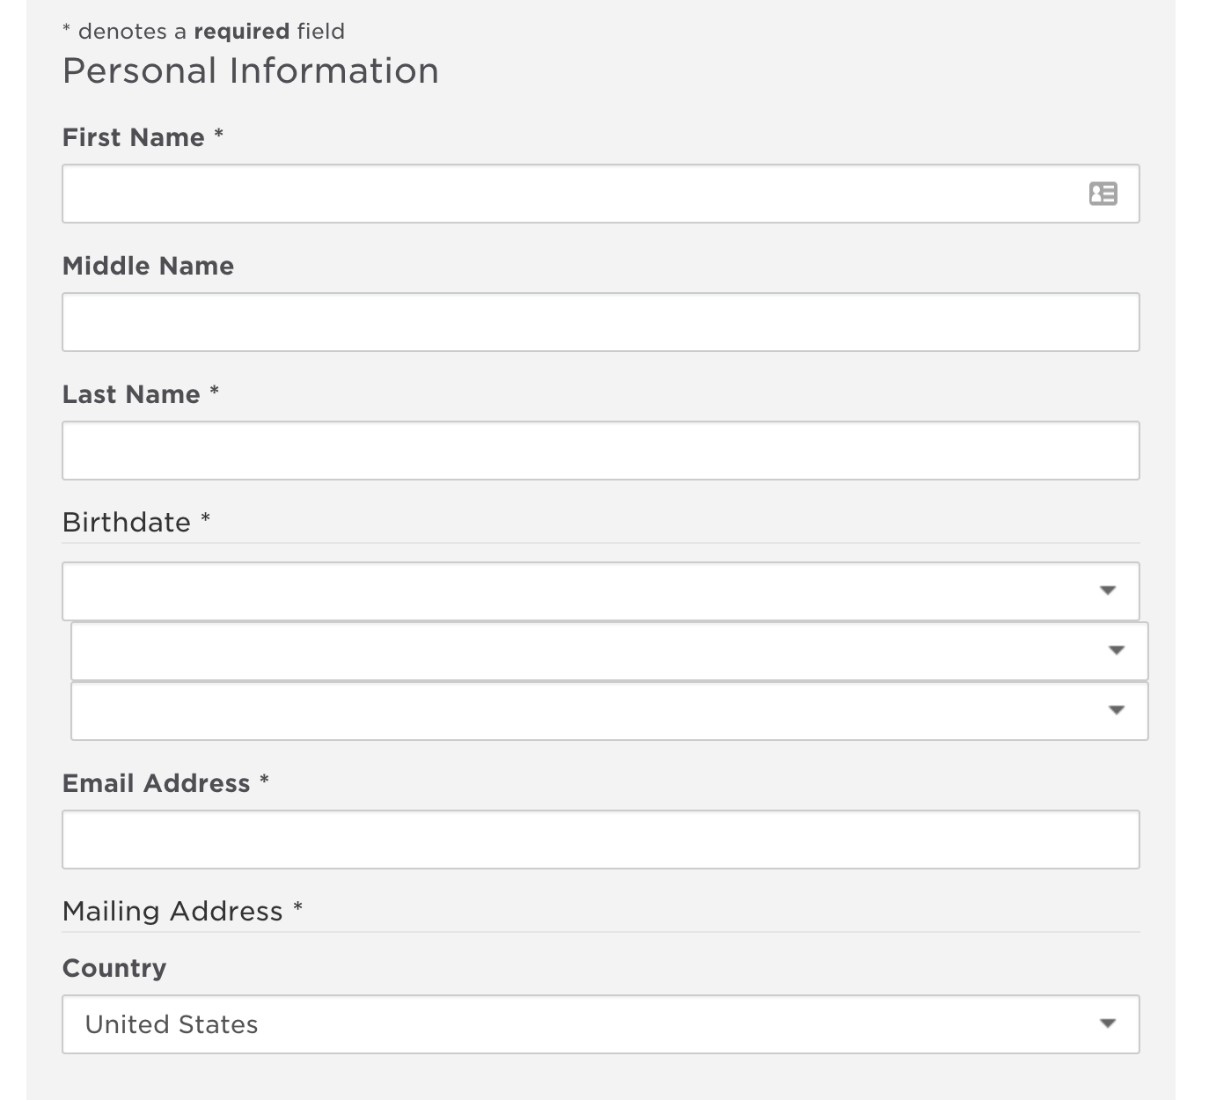 * denotes a required field
Personal Information
First Name *
Middle Name
Last Name *
Birthdate *
Email Address *
Mailing Address *
Country
United States